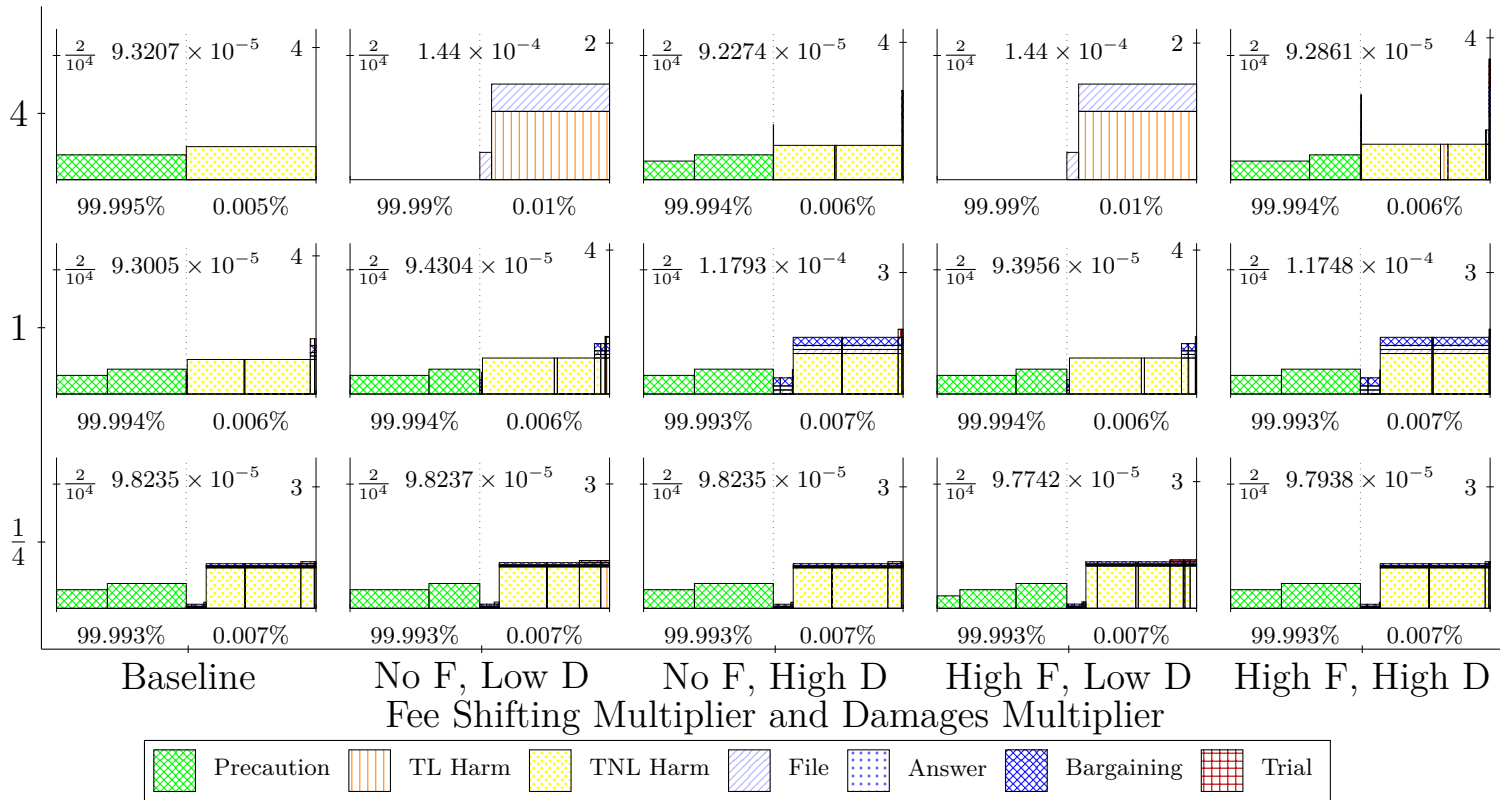 2/10^4 9.3207 × 10^-5 4 2/10^4 1.44 × 10^-4 2 2/10^4 9.2274 × 10^-5 4 2/10^4 1.44 × 10^-4 2 2/10^4 9.2861 × 10^-5 4
4
99.995% 0.005% 99.99% 0.01% 99.994% 0.006% 99.99% 0.01% 99.994% 0.006%
2/10^4 9.3005 × 10^-5 4 2/10^4 9.4304 × 10^-5 4 2/10^4 1.1793 × 10^-4 3 2/10^4 9.3956 × 10^-5 4 2/10^4 1.1748 × 10^-4 3
1
99.994% 0.006% 99.994% 0.006% 99.993% 0.007% 99.994% 0.006% 99.993% 0.007%
2/10^4 9.8235 × 10^-5 3 2/10^4 9.8237 × 10^-5 3 2/10^4 9.8235 × 10^-5 3 2/10^4 9.7742 × 10^-5 3 2/10^4 9.7938 × 10^-5 3
1/4
99.993% 0.007% 99.993% 0.007% 99.993% 0.007% 99.993% 0.007% 99.993% 0.007%
Baseline No F, Low D No F, High D High F, Low D High F, High D
Fee Shifting Multiplier and Damages Multiplier
Precaution TL Harm TNL Harm File Answer Bargaining Trial